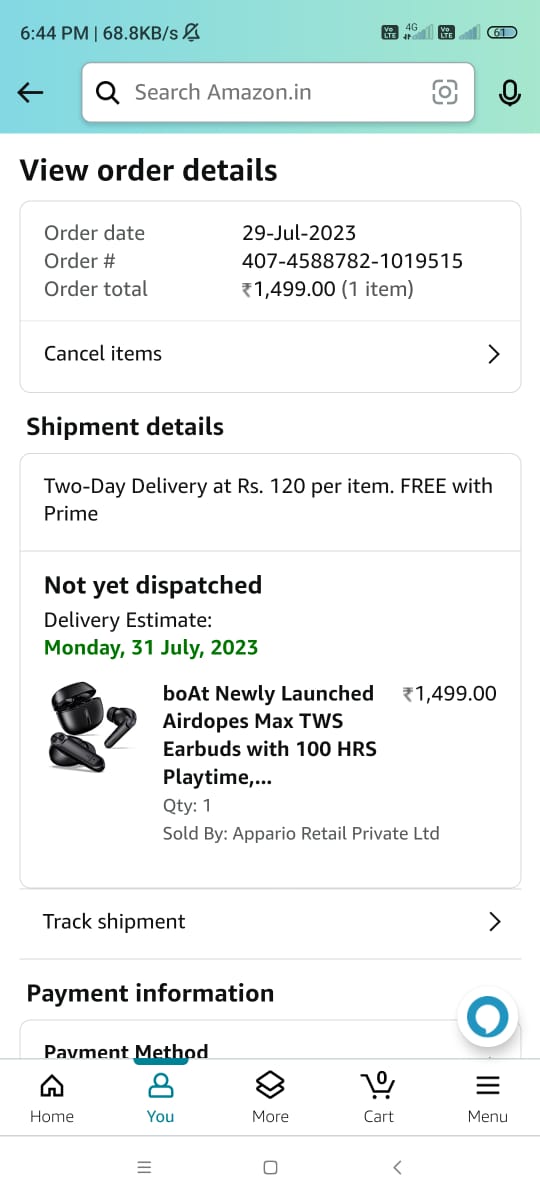 6:44 PM | 68.8KB/s
Vo LTE 4G Vo LTE 61
Search Amazon.in
View order details
Order date 29-Jul-2023
Order # 407-4588782-1019515
Order total ₹1,499.00 (1 item)
Cancel items
Shipment details
Two-Day Delivery at Rs. 120 per item. FREE with
Prime
Not yet dispatched
Delivery Estimate:
Monday, 31 July, 2023
boAt Newly Launched ₹1,499.00
Airdopes Max TWS
Earbuds with 100 HRS
Playtime,...
Qty: 1
Sold By: Appario Retail Private Ltd
Track shipment
Payment information
Payment Method
0
Home You More Cart Menu